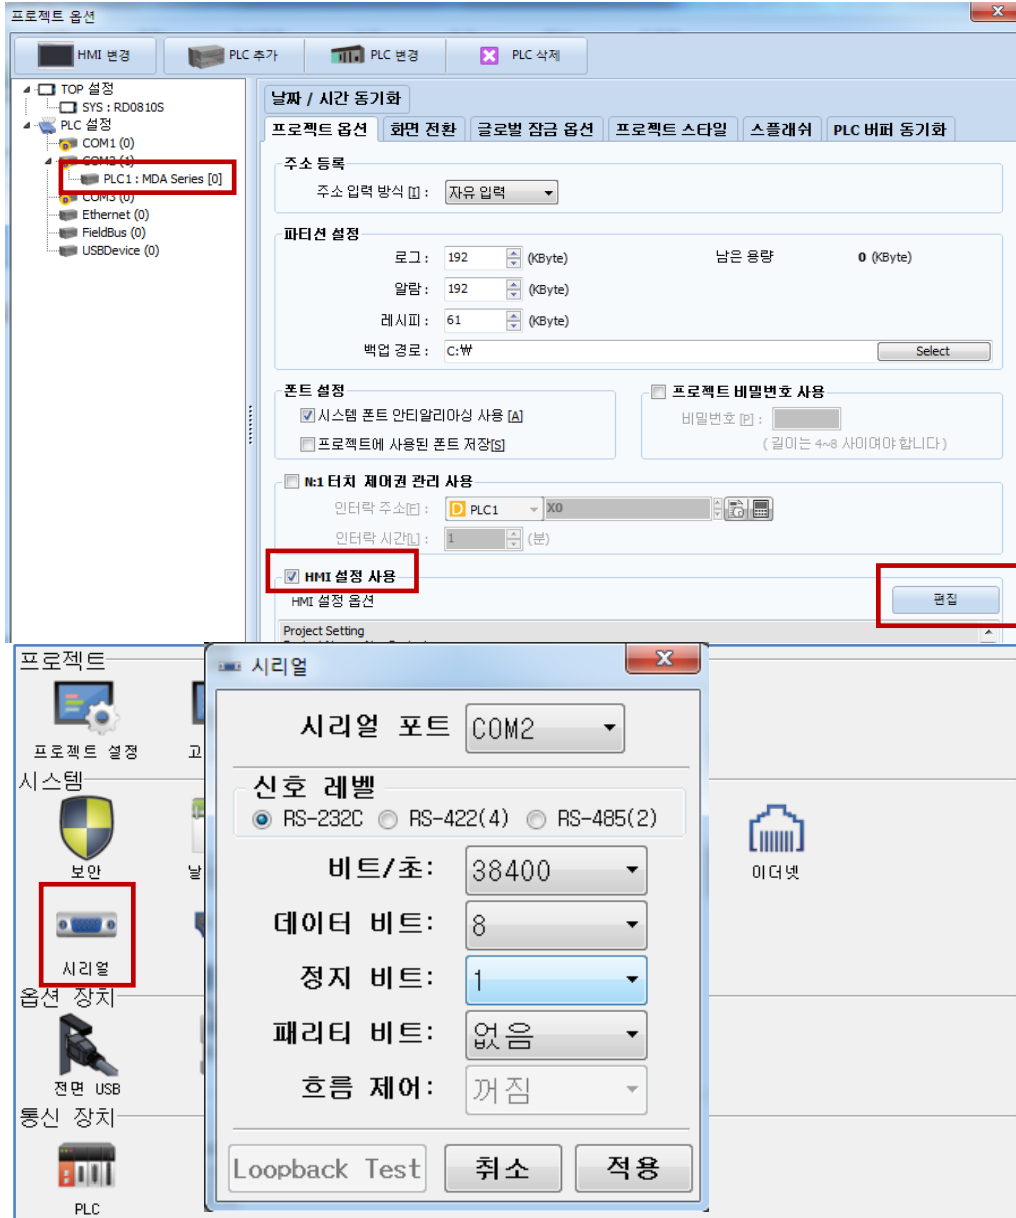 프로젝트 옵션
HMI 변경
PLC 추가
PLC 변경
PLC 삭제
TOP 설정
SYS : RD0810S
PLC 설정
COM1 (0)
COM2 (1)
PLC1 : MDA Series [0]
COM3 (0)
Ethernet (0)
FieldBus (0)
USBDevice (0)
날짜 / 시간 동기화
프로젝트 옵션 화면 전환 글로벌 잠금 옵션 프로젝트 스타일 스플래쉬 PLC 버퍼 동기화
주소 등록
주소 입력 방식 [I] : 자유 입력
파티션 설정
로그 : 192 (KByte) 남은 용량 0 (KByte)
알람 : 192 (KByte)
레시피 : 61 (KByte)
백업 경로 : C:₩ Select
폰트 설정
시스템 폰트 안티알리아싱 사용 [A]
프로젝트에 사용된 폰트 저장[S]
프로젝트 비밀번호 사용
비밀번호 [P] :
( 길이는 4~8 사이여야 합니다 )
N:1 터치 제어권 관리 사용
인터락 주소[E] : D PLC1 X0
인터락 시간[L] : 1 (분)
HMI 설정 사용
HMI 설정 옵션 편집
Project Setting
프로젝트
프로젝트 설정
고
시스템
보안
날
이더넷
시리얼
옵션 장치
전면 USB
통신 장치
PLC
시리얼
시리얼 포트 COM2
신호 레벨
RS-232C RS-422(4) RS-485(2)
비트/초: 38400
데이터 비트: 8
정지 비트: 1
패리티 비트: 없음
흐름 제어: 꺼짐
Loopback Test 취소 적용